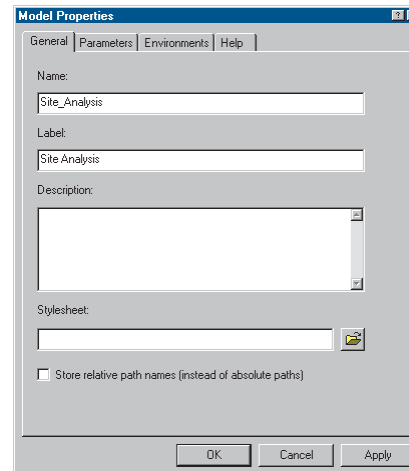 Model Properties
General Parameters Environments Help
Name:
Site_Analysis
Label:
Site Analysis
Description:
Stylesheet:
Store relative path names (instead of absolute paths)
OK Cancel Apply